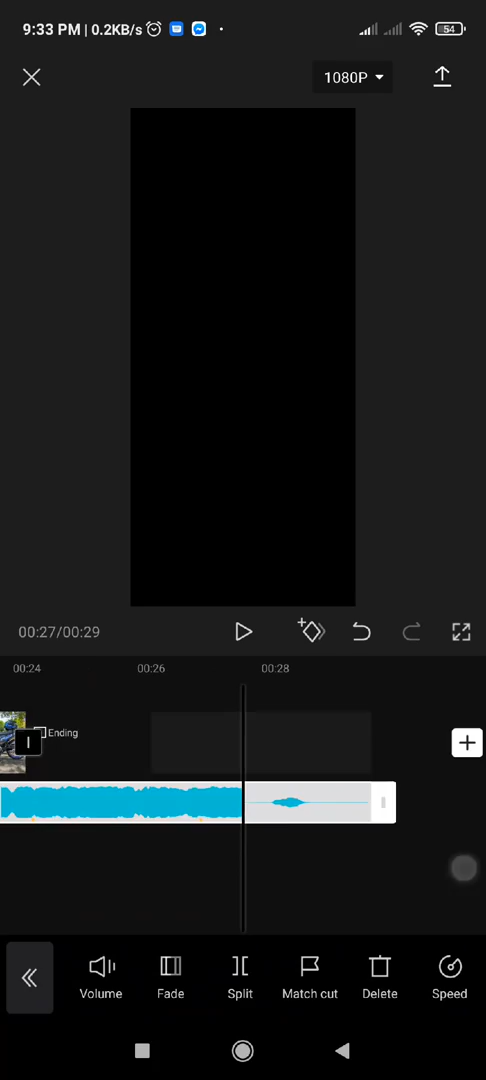 9:33 PM | 0.2KB/s
54
1080P
00:27/00:29
00:24 00:26 00:28
Ending
Volume Fade Split Match cut Delete Speed